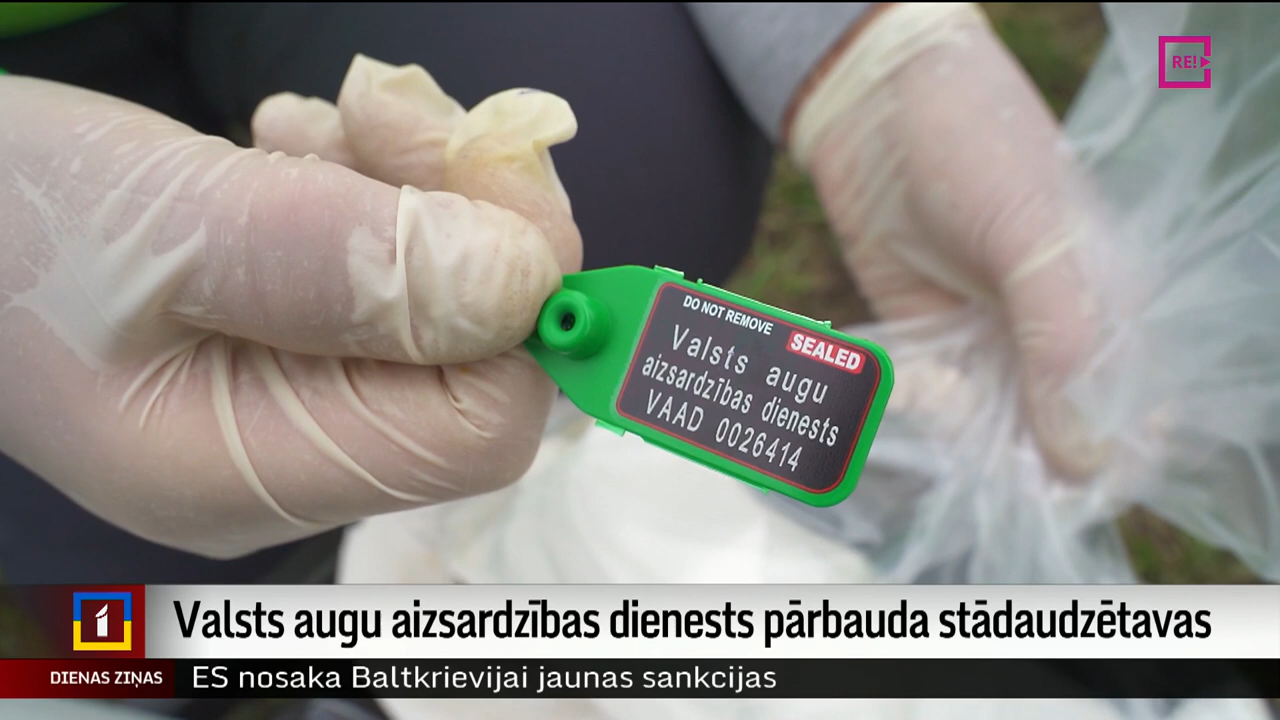 RE!
DO NOT REMOVE
SEALED
Valsts augu
aizsardzības dienests
VAAD 0026414
1
Valsts augu aizsardzības dienests pārbauda stādaudzētavas
DIENAS ZIŅAS
ES nosaka Baltkrievijai jaunas sankcijas